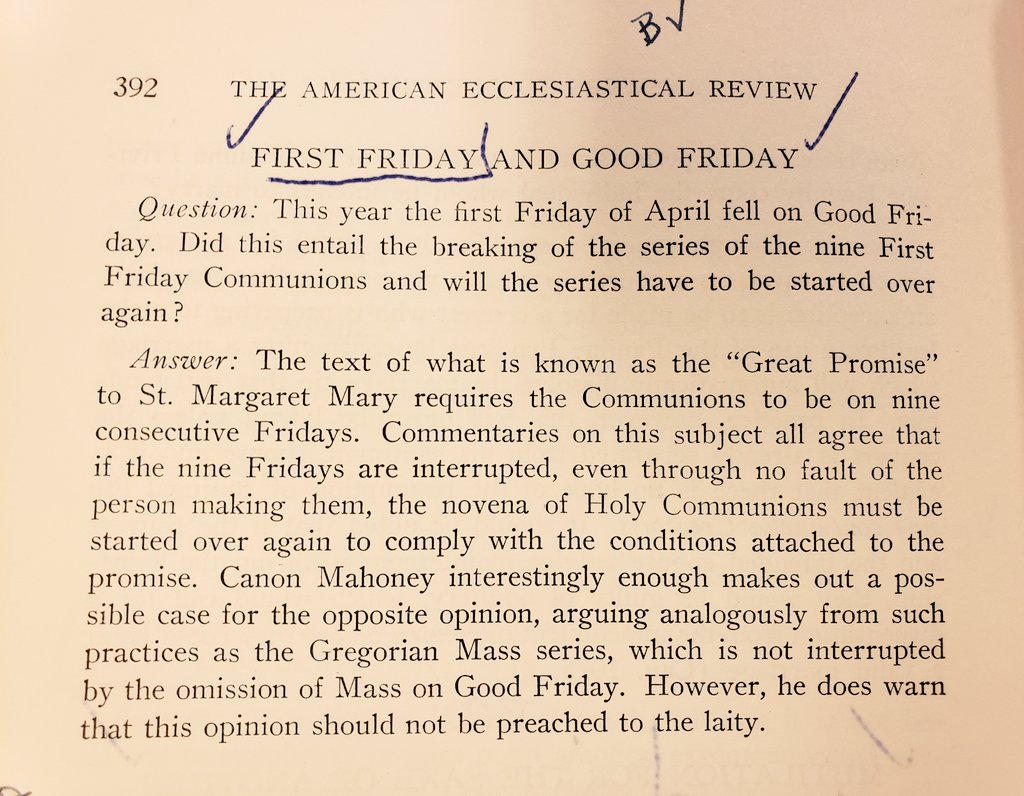 B✓
392 THE AMERICAN ECCLESIASTICAL REVIEW
FIRST FRIDAY AND GOOD FRIDAY
Question: This year the first Friday of April fell on Good Fri-
day. Did this entail the breaking of the series of the nine First
Friday Communions and will the series have to be started over
again?
Answer: The text of what is known as the “Great Promise”
to St. Margaret Mary requires the Communions to be on nine
consecutive Fridays. Commentaries on this subject all agree that
if the nine Fridays are interrupted, even through no fault of the
person making them, the novena of Holy Communions must be
started over again to comply with the conditions attached to the
promise. Canon Mahoney interestingly enough makes out a pos-
sible case for the opposite opinion, arguing analogously from such
practices as the Gregorian Mass series, which is not interrupted
by the omission of Mass on Good Friday. However, he does warn
that this opinion should not be preached to the laity.